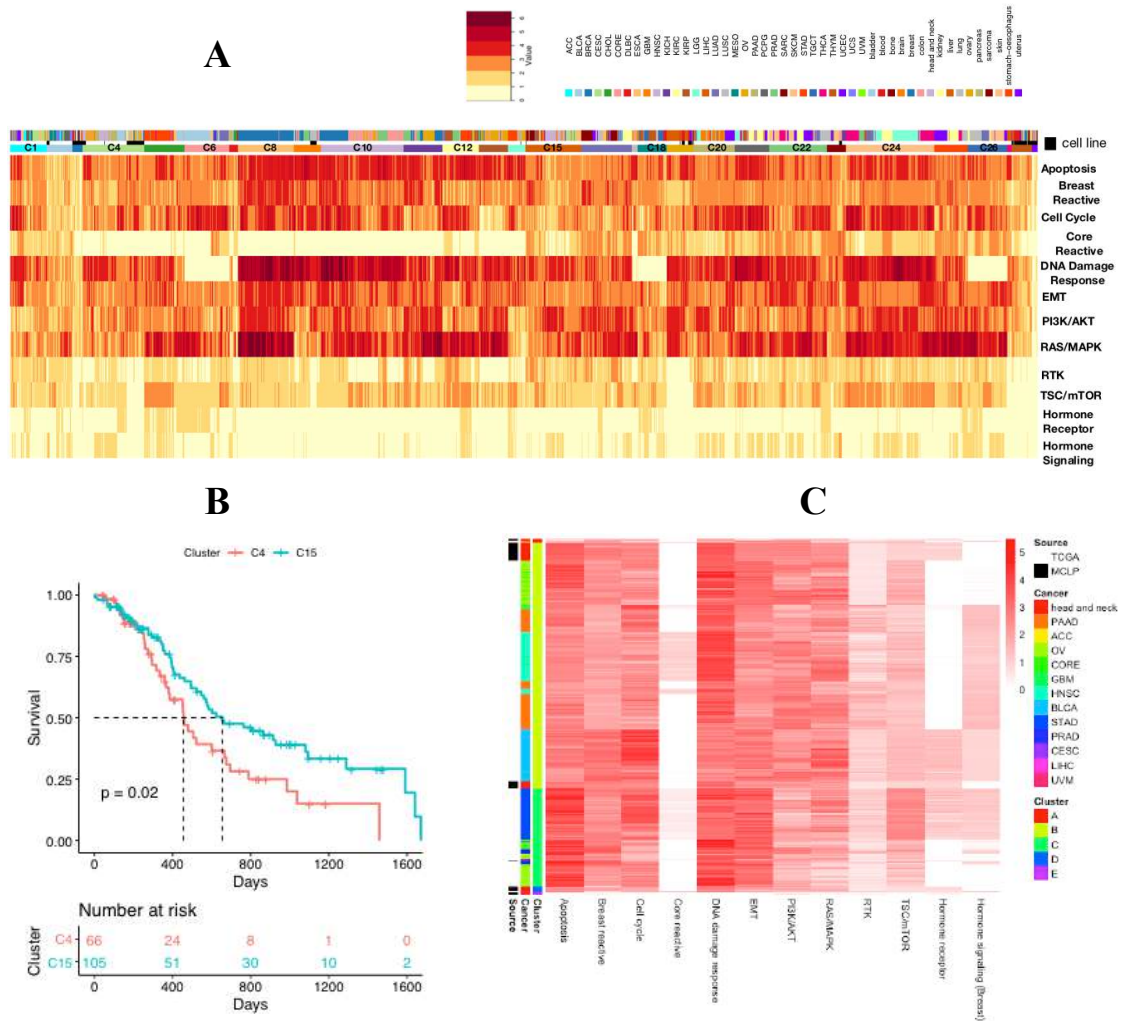 A
0 1 2 3 4 5 6
Value
ACC
BLCA
BRCA
CESC
CHOL
CORE
DLBC
ESCA
GBM
HNSC
KICH
KIRC
KIRP
LGG
LIHC
LUAD
LUSC
MESO
OV
PAAD
PCPG
PRAD
SARC
SKCM
STAD
TGCT
THCA
THYM
UCEC
UCS
UVM
bladder
blood
bone
brain
breast
colon
head and neck
kidney
liver
lung
ovary
pancreas
sarcoma
skin
stomach-oesophagus
uterus
C1 C4 C6 C8 C10 C12 C15 C18 C20 C22 C24 C26
cell line
Apoptosis
Breast
Reactive
Cell Cycle
Core
Reactive
DNA Damage
Response
EMT
PI3K/AKT
RAS/MAPK
RTK
TSC/mTOR
Hormone
Receptor
Hormone
Signaling
B
Cluster C4 C15
1.00
0.75
0.50
0.25
0.00
Survival
p = 0.02
0 400 800 1200 1600
Days
Number at risk
Cluster
C4 66 24 8 1 0
C15 105 51 30 10 2
0 400 800 1200 1600
Days
C
5
4
3
2
1
0
Source
TCGA
MCLP
Cancer
head and neck
PAAD
ACC
OV
CORE
GBM
HNSC
BLCA
STAD
PRAD
CESC
LIHC
UVM
Cluster
A
B
C
D
E
Source
Cancer
Cluster
Apoptosis
Breast reactive
Cell cycle
Core reactive
DNA damage response
EMT
PI3K/AKT
RAS/MAPK
RTK
TSC/mTOR
Hormone receptor
Hormone signaling (Breast)